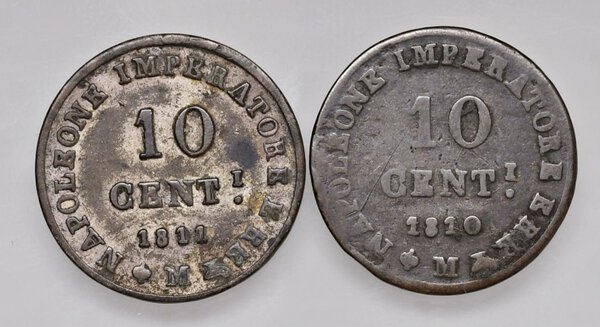 NAPOLEONE IMPERATORE E RE
10
CENT.I
1811
M
NAPOLEONE IMPERATORE E RE
10
CENT.I
1810
M